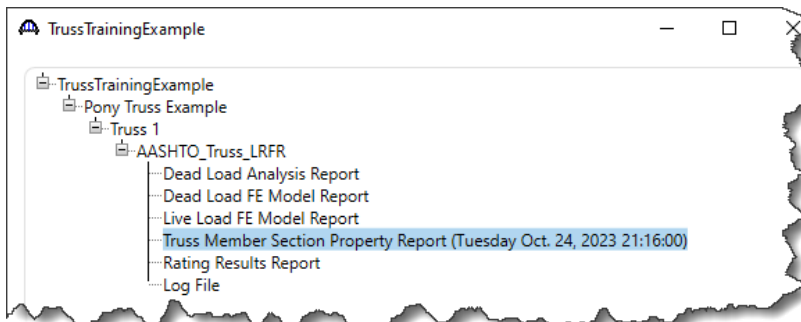 TrussTrainingExample
TrussTrainingExample
Pony Truss Example
Truss 1
AASHTO_Truss_LRFR
Dead Load Analysis Report
Dead Load FE Model Report
Live Load FE Model Report
Truss Member Section Property Report (Tuesday Oct. 24, 2023 21:16:00)
Rating Results Report
Log File